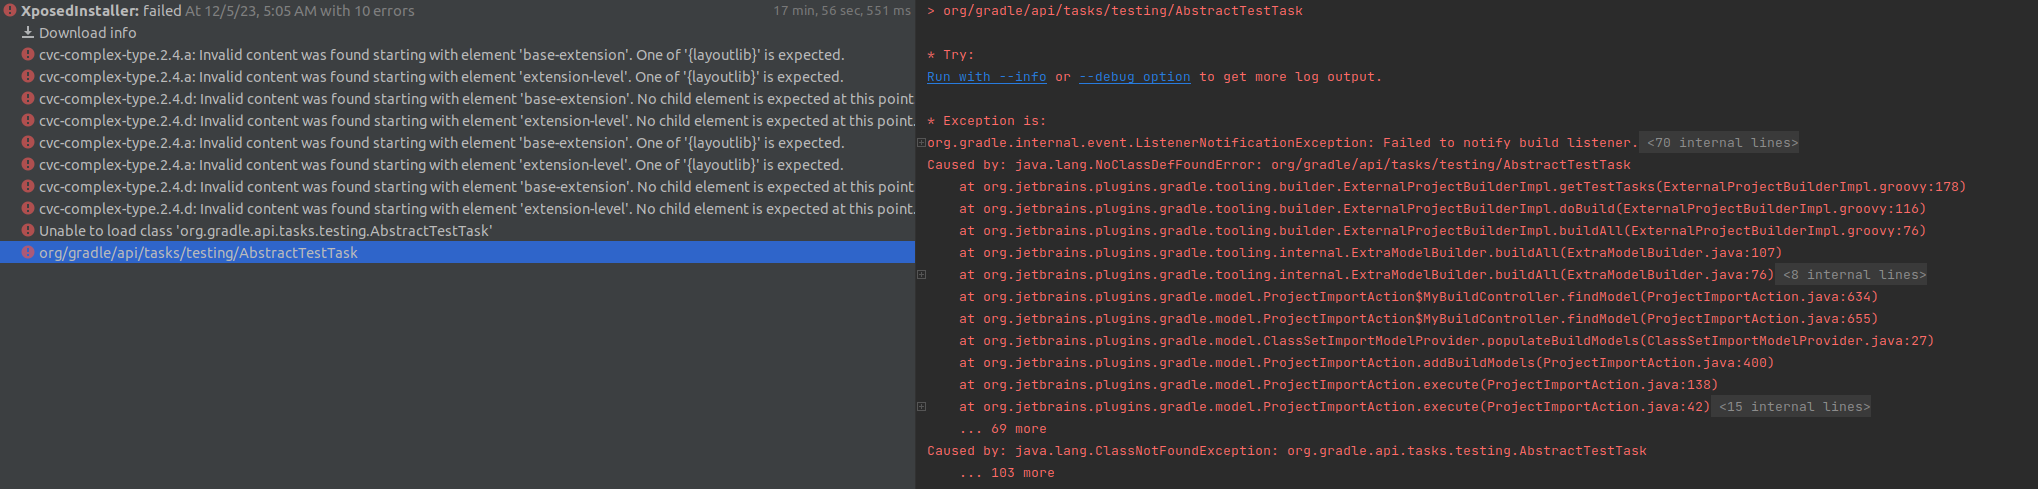 XposedInstaller: failed At 12/5/23, 5:05 AM with 10 errors 17 min, 56 sec, 551 ms
Download info
cvc-complex-type.2.4.a: Invalid content was found starting with element 'base-extension'. One of '{layoutlib}' is expected.
cvc-complex-type.2.4.a: Invalid content was found starting with element 'extension-level'. One of '{layoutlib}' is expected.
cvc-complex-type.2.4.d: Invalid content was found starting with element 'base-extension'. No child element is expected at this point
cvc-complex-type.2.4.d: Invalid content was found starting with element 'extension-level'. No child element is expected at this point.
cvc-complex-type.2.4.a: Invalid content was found starting with element 'base-extension'. One of '{layoutlib}' is expected.
cvc-complex-type.2.4.a: Invalid content was found starting with element 'extension-level'. One of '{layoutlib}' is expected.
cvc-complex-type.2.4.d: Invalid content was found starting with element 'base-extension'. No child element is expected at this point
cvc-complex-type.2.4.d: Invalid content was found starting with element 'extension-level'. No child element is expected at this point.
Unable to load class 'org.gradle.api.tasks.testing.AbstractTestTask'
org/gradle/api/tasks/testing/AbstractTestTask
> org/gradle/api/tasks/testing/AbstractTestTask
* Try:
Run with --info or --debug option to get more log output.
* Exception is:
org.gradle.internal.event.ListenerNotificationException: Failed to notify build listener. <70 internal lines>
Caused by: java.lang.NoClassDefFoundError: org/gradle/api/tasks/testing/AbstractTestTask
at org.jetbrains.plugins.gradle.tooling.builder.ExternalProjectBuilderImpl.getTestTasks(ExternalProjectBuilderImpl.groovy:178)
at org.jetbrains.plugins.gradle.tooling.builder.ExternalProjectBuilderImpl.doBuild(ExternalProjectBuilderImpl.groovy:116)
at org.jetbrains.plugins.gradle.tooling.builder.ExternalProjectBuilderImpl.buildAll(ExternalProjectBuilderImpl.groovy:76)
at org.jetbrains.plugins.gradle.tooling.internal.ExtraModelBuilder.buildAll(ExtraModelBuilder.java:107)
at org.jetbrains.plugins.gradle.tooling.internal.ExtraModelBuilder.buildAll(ExtraModelBuilder.java:76) <8 internal lines>
at org.jetbrains.plugins.gradle.model.ProjectImportAction$MyBuildController.findModel(ProjectImportAction.java:634)
at org.jetbrains.plugins.gradle.model.ProjectImportAction$MyBuildController.findModel(ProjectImportAction.java:655)
at org.jetbrains.plugins.gradle.model.ClassSetImportModelProvider.populateBuildModels(ClassSetImportModelProvider.java:27)
at org.jetbrains.plugins.gradle.model.ProjectImportAction.addBuildModels(ProjectImportAction.java:400)
at org.jetbrains.plugins.gradle.model.ProjectImportAction.execute(ProjectImportAction.java:138)
at org.jetbrains.plugins.gradle.model.ProjectImportAction.execute(ProjectImportAction.java:42) <15 internal lines>
... 69 more
Caused by: java.lang.ClassNotFoundException: org.gradle.api.tasks.testing.AbstractTestTask
... 103 more